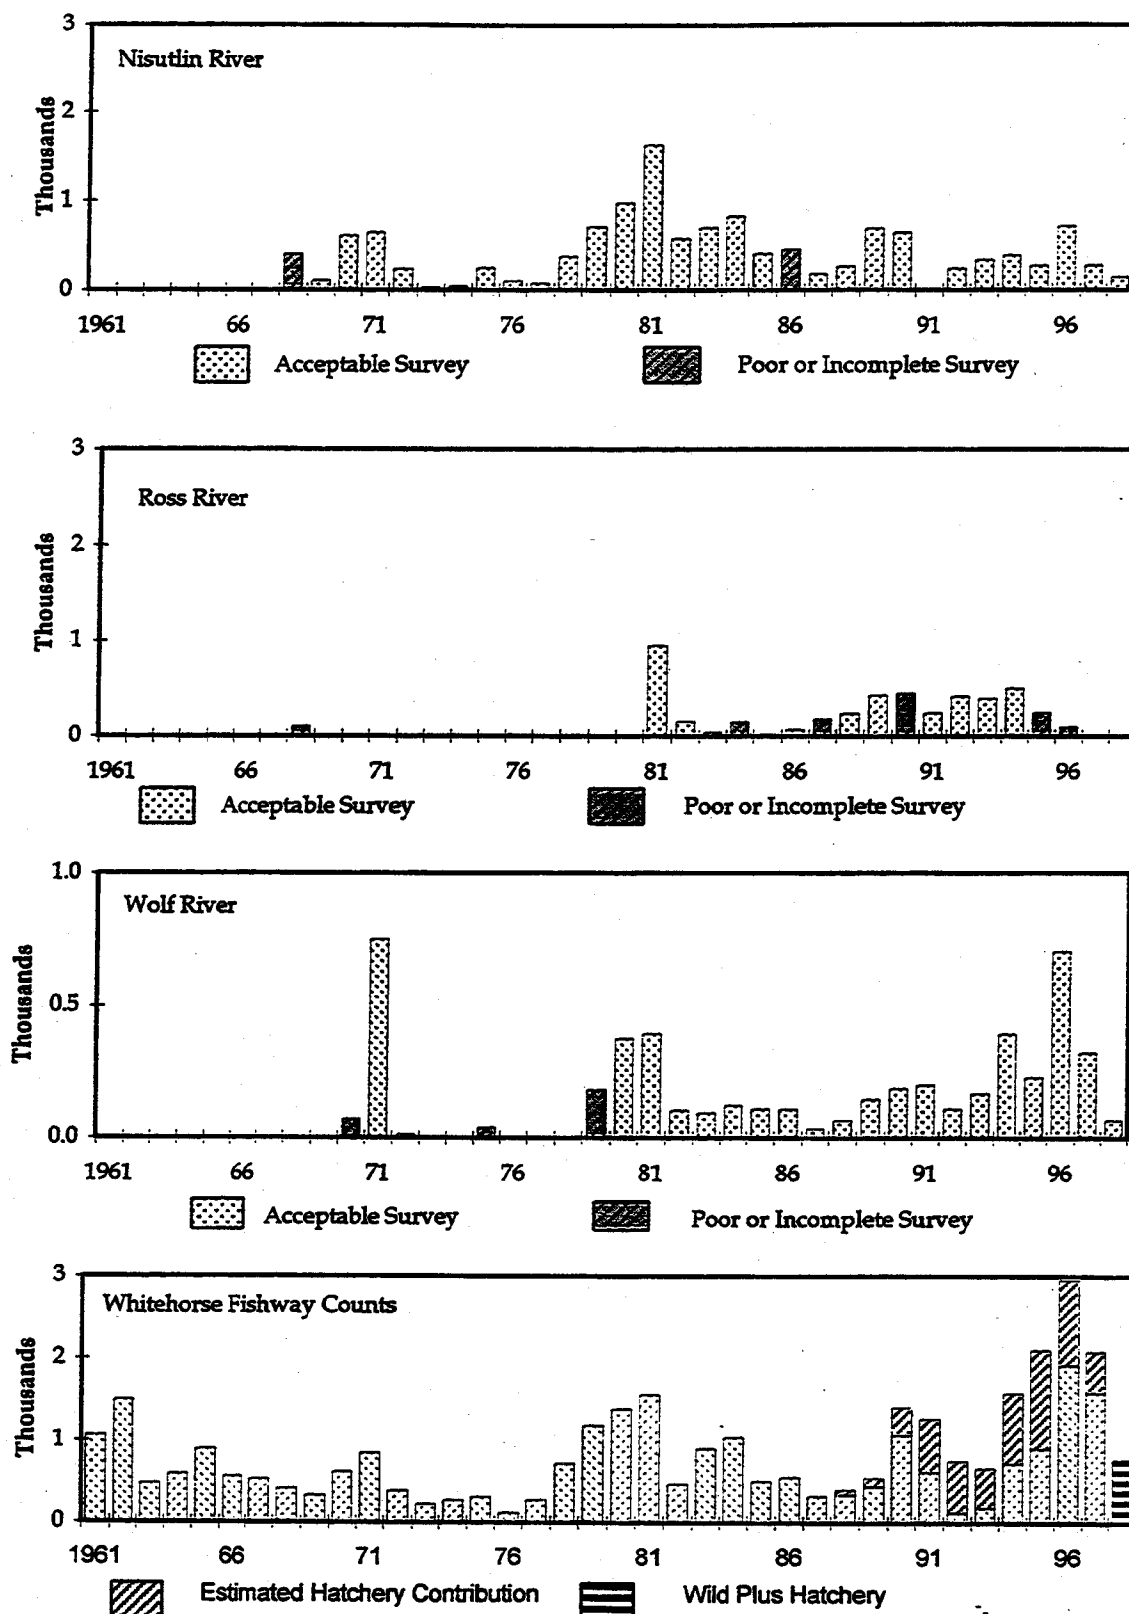 3
Nisutlin River
2
Thousands
1
0
1961 66 71 76 81 86 91 96
Acceptable Survey Poor or Incomplete Survey
3
Ross River
2
Thousands
1
0
1961 66 71 76 81 86 91 96
Acceptable Survey Poor or Incomplete Survey
1.0
Wolf River
Thousands
0.5
0.0
1961 66 71 76 81 86 91 96
Acceptable Survey Poor or Incomplete Survey
3
Whitehorse Fishway Counts
2
Thousands
1
0
1961 66 71 76 81 86 91 96
Estimated Hatchery Contribution Wild Plus Hatchery